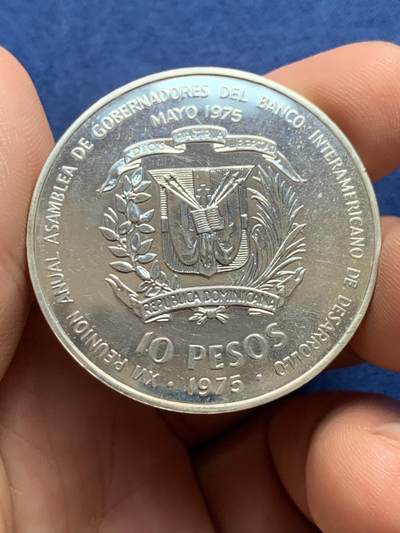 XVI REUNION ANUAL ASAMBLEA DE GOBERNADORES DEL BANCO INTERAMERICANO DE DESARROLLO
MAYO 1975
DIOS PATRIA LIBERTAD
REPUBLICA DOMINICANA
10 PESOS
· 1975 ·